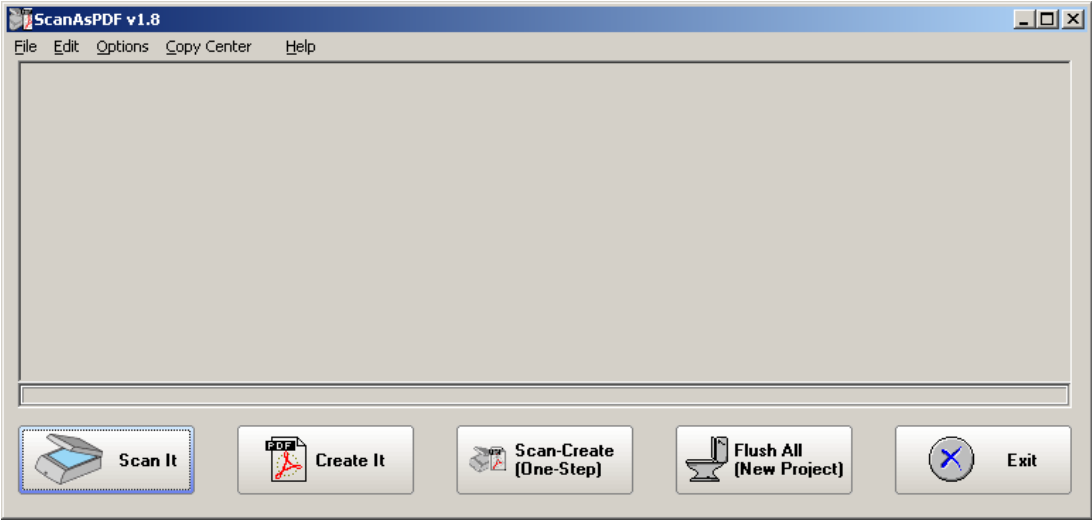 ScanAsPDF v1.8
File Edit Options Copy Center Help
Scan It
PDF
Create It
Scan-Create
(One-Step)
Flush All
(New Project)
Exit